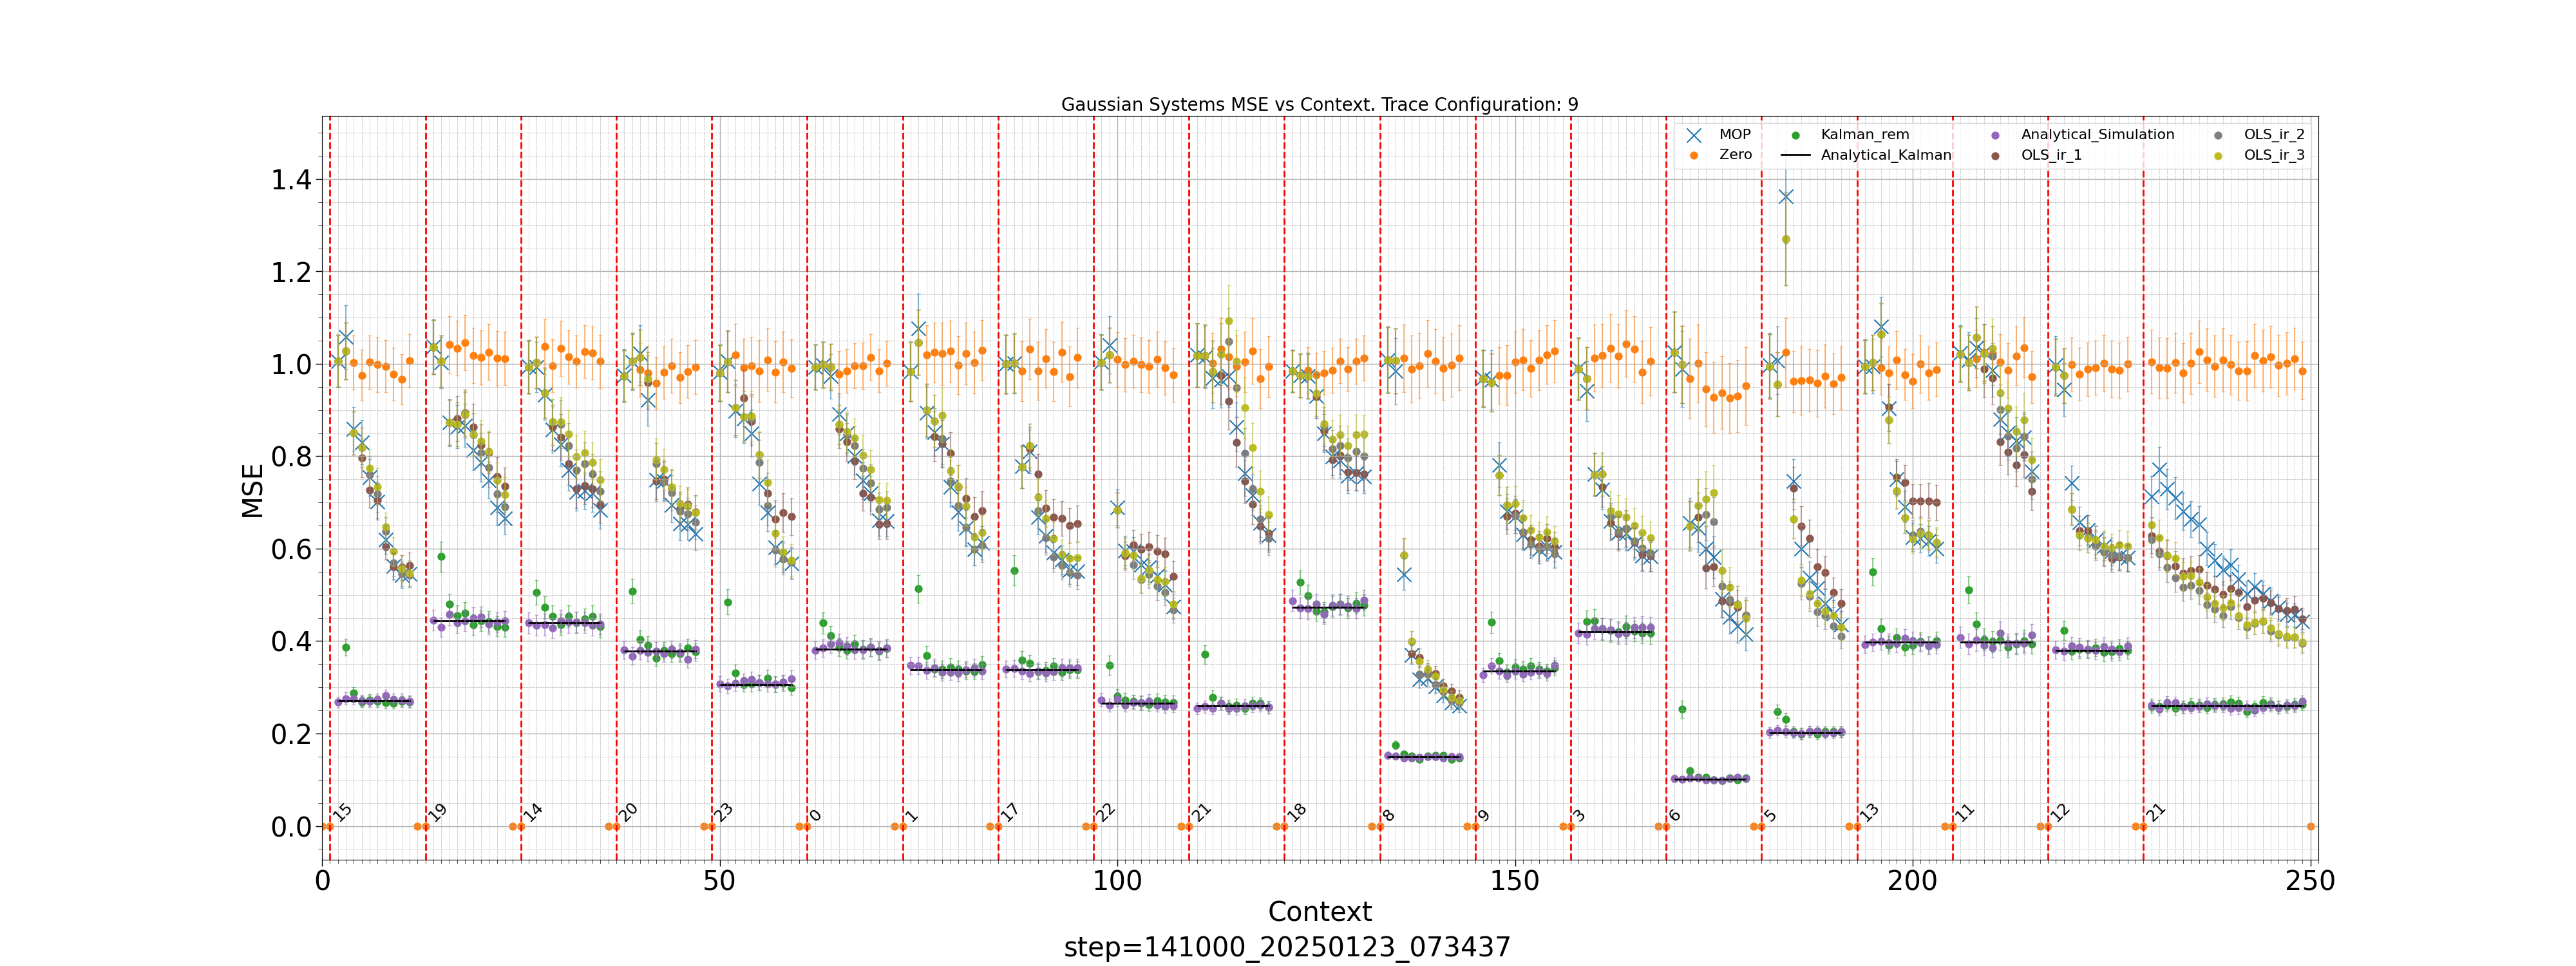 Gaussian Systems MSE vs Context. Trace Configuration: 9
MOP
Zero
Kalman_rem
Analytical_Kalman
Analytical_Simulation
OLS_ir_1
OLS_ir_2
OLS_ir_3
MSE
1.4
1.2
1.0
0.8
0.6
0.4
0.2
0.0
15 19 14 20 23 0 1 17 22 21 18 8 9 3 6 5 13 11 12 21
0 50 100 150 200 250
Context
step=141000_20250123_073437